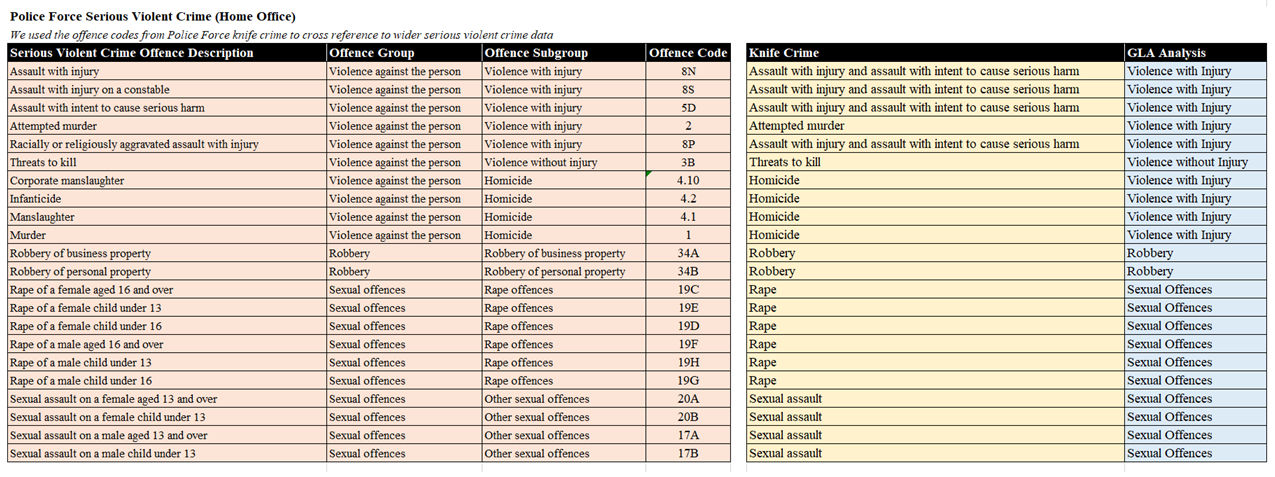 Police Force Serious Violent Crime (Home Office)
We used the offence codes from Police Force knife crime to cross reference to wider serious violent crime data
Serious Violent Crime Offence Description Offence Group Offence Subgroup Offence Code Knife Crime GLA Analysis
Assault with injury Violence against the person Violence with injury 8N Assault with injury and assault with intent to cause serious harm Violence with Injury
Assault with injury on a constable Violence against the person Violence with injury 8S Assault with injury and assault with intent to cause serious harm Violence with Injury
Assault with intent to cause serious harm Violence against the person Violence with injury 5D Assault with injury and assault with intent to cause serious harm Violence with Injury
Attempted murder Violence against the person Violence with injury 2 Attempted murder Violence with Injury
Racially or religiously aggravated assault with injury Violence against the person Violence with injury 8P Assault with injury and assault with intent to cause serious harm Violence with Injury
Threats to kill Violence against the person Violence without injury 3B Threats to kill Violence without Injury
Corporate manslaughter Violence against the person Homicide 4.10 Homicide Violence with Injury
Infanticide Violence against the person Homicide 4.2 Homicide Violence with Injury
Manslaughter Violence against the person Homicide 4.1 Homicide Violence with Injury
Murder Violence against the person Homicide 1 Homicide Violence with Injury
Robbery of business property Robbery Robbery of business property 34A Robbery Robbery
Robbery of personal property Robbery Robbery of personal property 34B Robbery Robbery
Rape of a female aged 16 and over Sexual offences Rape offences 19C Rape Sexual Offences
Rape of a female child under 13 Sexual offences Rape offences 19E Rape Sexual Offences
Rape of a female child under 16 Sexual offences Rape offences 19D Rape Sexual Offences
Rape of a male aged 16 and over Sexual offences Rape offences 19F Rape Sexual Offences
Rape of a male child under 13 Sexual offences Rape offences 19H Rape Sexual Offences
Rape of a male child under 16 Sexual offences Rape offences 19G Rape Sexual Offences
Sexual assault on a female aged 13 and over Sexual offences Other sexual offences 20A Sexual assault Sexual Offences
Sexual assault on a female child under 13 Sexual offences Other sexual offences 20B Sexual assault Sexual Offences
Sexual assault on a male aged 13 and over Sexual offences Other sexual offences 17A Sexual assault Sexual Offences
Sexual assault on a male child under 13 Sexual offences Other sexual offences 17B Sexual assault Sexual Offences